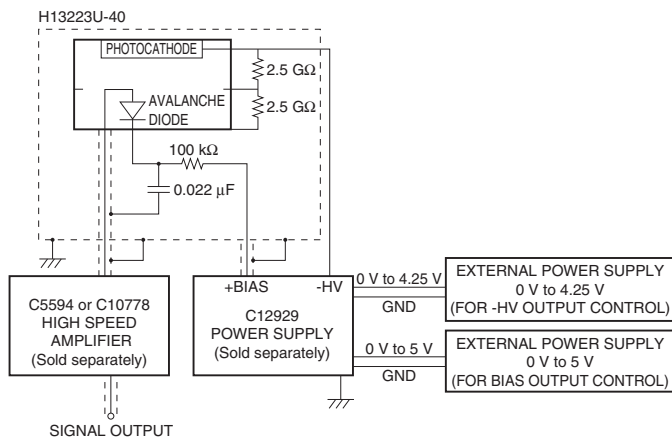 H13223U-40
PHOTOCATHODE
2.5 GΩ
AVALANCHE
DIODE
2.5 GΩ
100 kΩ
0.022 µF
C5594 or C10778
HIGH SPEED
AMPLIFIER
(Sold separately)
SIGNAL OUTPUT
+BIAS
-HV
C12929
POWER SUPPLY
(Sold separately)
0 V to 4.25 V
GND
0 V to 5 V
GND
EXTERNAL POWER SUPPLY
0 V to 4.25 V
(FOR -HV OUTPUT CONTROL)
EXTERNAL POWER SUPPLY
0 V to 5 V
(FOR BIAS OUTPUT CONTROL)